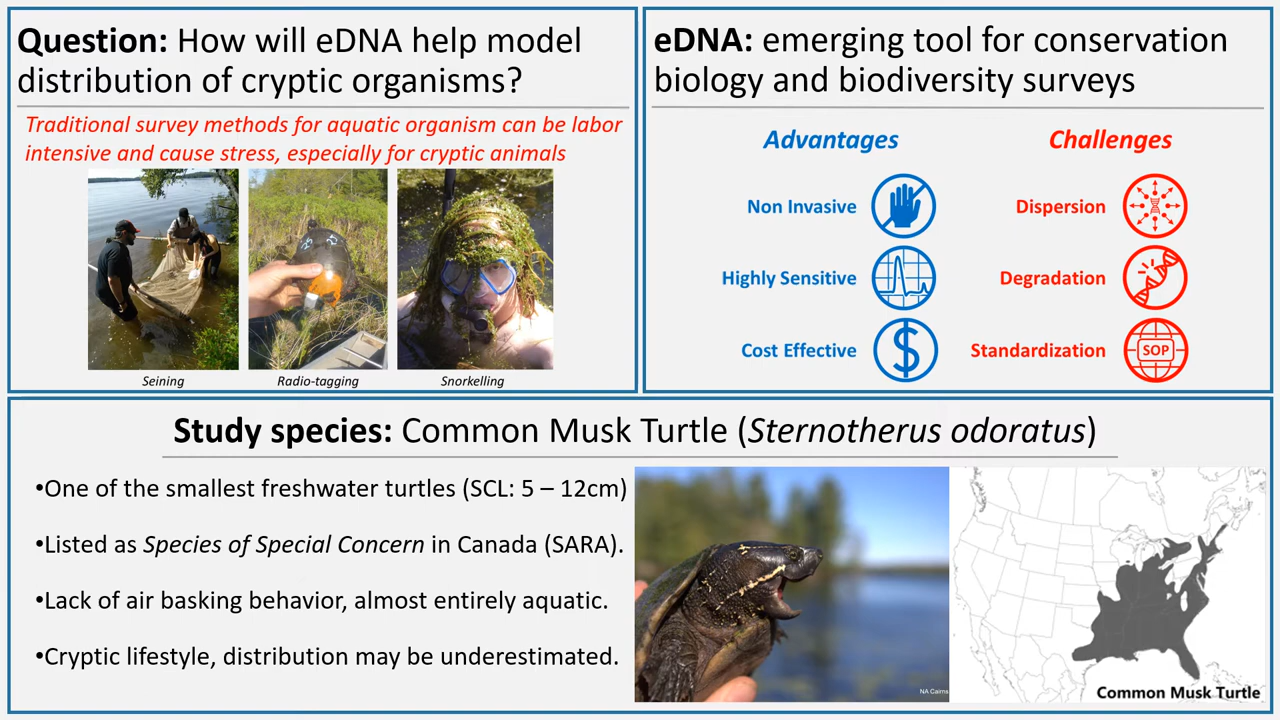 Question: How will eDNA help model
distribution of cryptic organisms?
Traditional survey methods for aquatic organism can be labor
intensive and cause stress, especially for cryptic animals
Seining
Radio-tagging
Snorkelling
eDNA: emerging tool for conservation
biology and biodiversity surveys
Advantages
Non Invasive
Highly Sensitive
Cost Effective
$
Challenges
Dispersion
Degradation
Standardization
SOP
Study species: Common Musk Turtle (Sternotherus odoratus)
•One of the smallest freshwater turtles (SCL: 5 – 12cm)
•Listed as Species of Special Concern in Canada (SARA).
•Lack of air basking behavior, almost entirely aquatic.
•Cryptic lifestyle, distribution may be underestimated.
NA Cairns
Common Musk Turtle